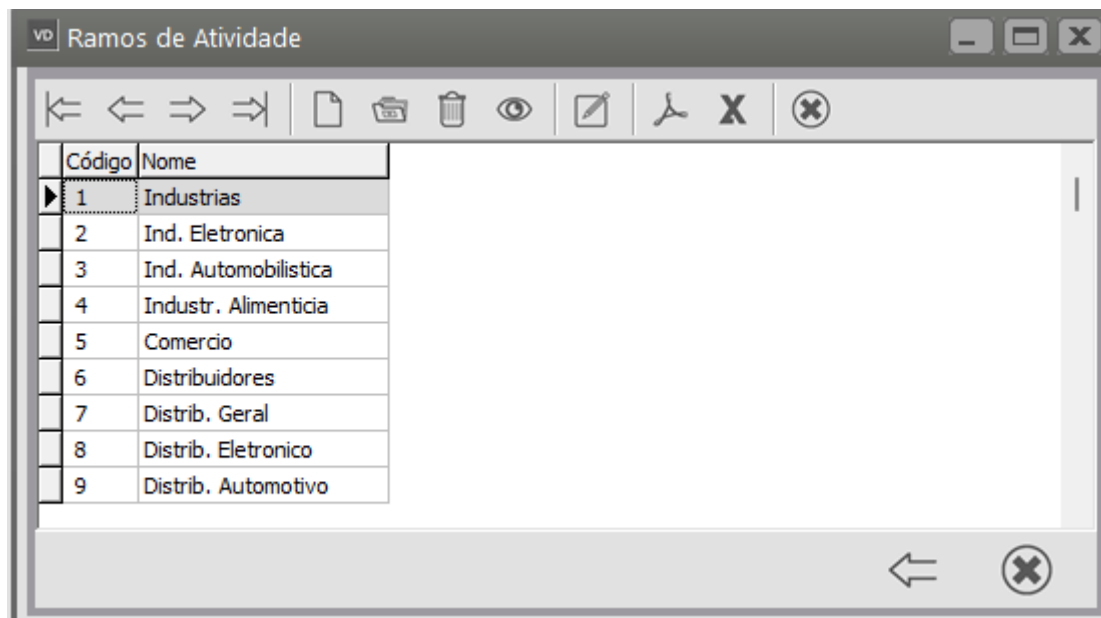 VD Ramos de Atividade
Código Nome
1 Industrias
2 Ind. Eletronica
3 Ind. Automobilistica
4 Industr. Alimenticia
5 Comercio
6 Distribuidores
7 Distrib. Geral
8 Distrib. Eletronico
9 Distrib. Automotivo